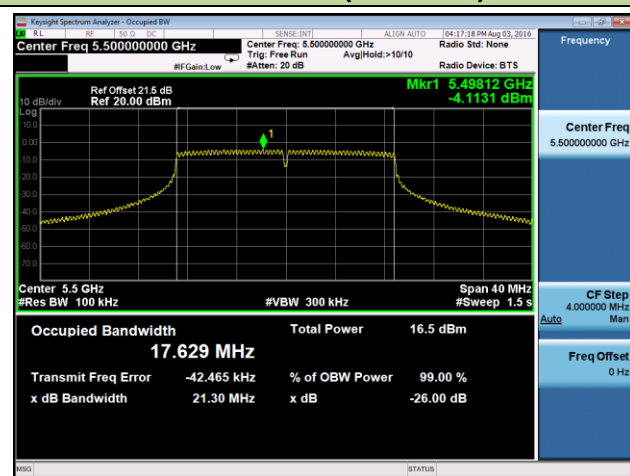 Keysight Spectrum Analyzer - Occupied BW
RL RF 50 Ω DC SENSE:INT ALIGN AUTO 04:17:18 PM Aug 03, 2016
Center Freq 5.500000000 GHz
Center Freq: 5.500000000 GHz Radio Std: None
Trig: Free Run Avg|Hold:>10/10
#IFGain:Low #Atten: 20 dB Radio Device: BTS
Frequency
Ref Offset 21.5 dB
10 dB/div Ref 20.00 dBm
Mkr1 5.49812 GHz
-4.1131 dBm
Log
10.0
0.00
-10.0
-20.0
-30.0
-40.0
-50.0
-60.0
-70.0
1
Center Freq
5.500000000 GHz
Center 5.5 GHz Span 40 MHz
#Res BW 100 kHz #VBW 300 kHz #Sweep 1.5 s
CF Step
4.000000 MHz
Auto Man
Occupied Bandwidth Total Power 16.5 dBm
17.629 MHz
Transmit Freq Error -42.465 kHz % of OBW Power 99.00 %
x dB Bandwidth 21.30 MHz x dB -26.00 dB
Freq Offset
0 Hz
MSG STATUS